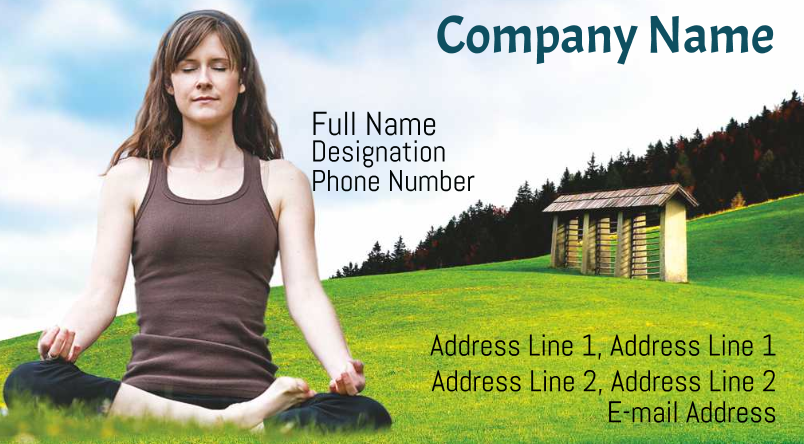 Company Name
Full Name
Designation
Phone Number
Address Line 1, Address Line 1
Address Line 2, Address Line 2
E-mail Address